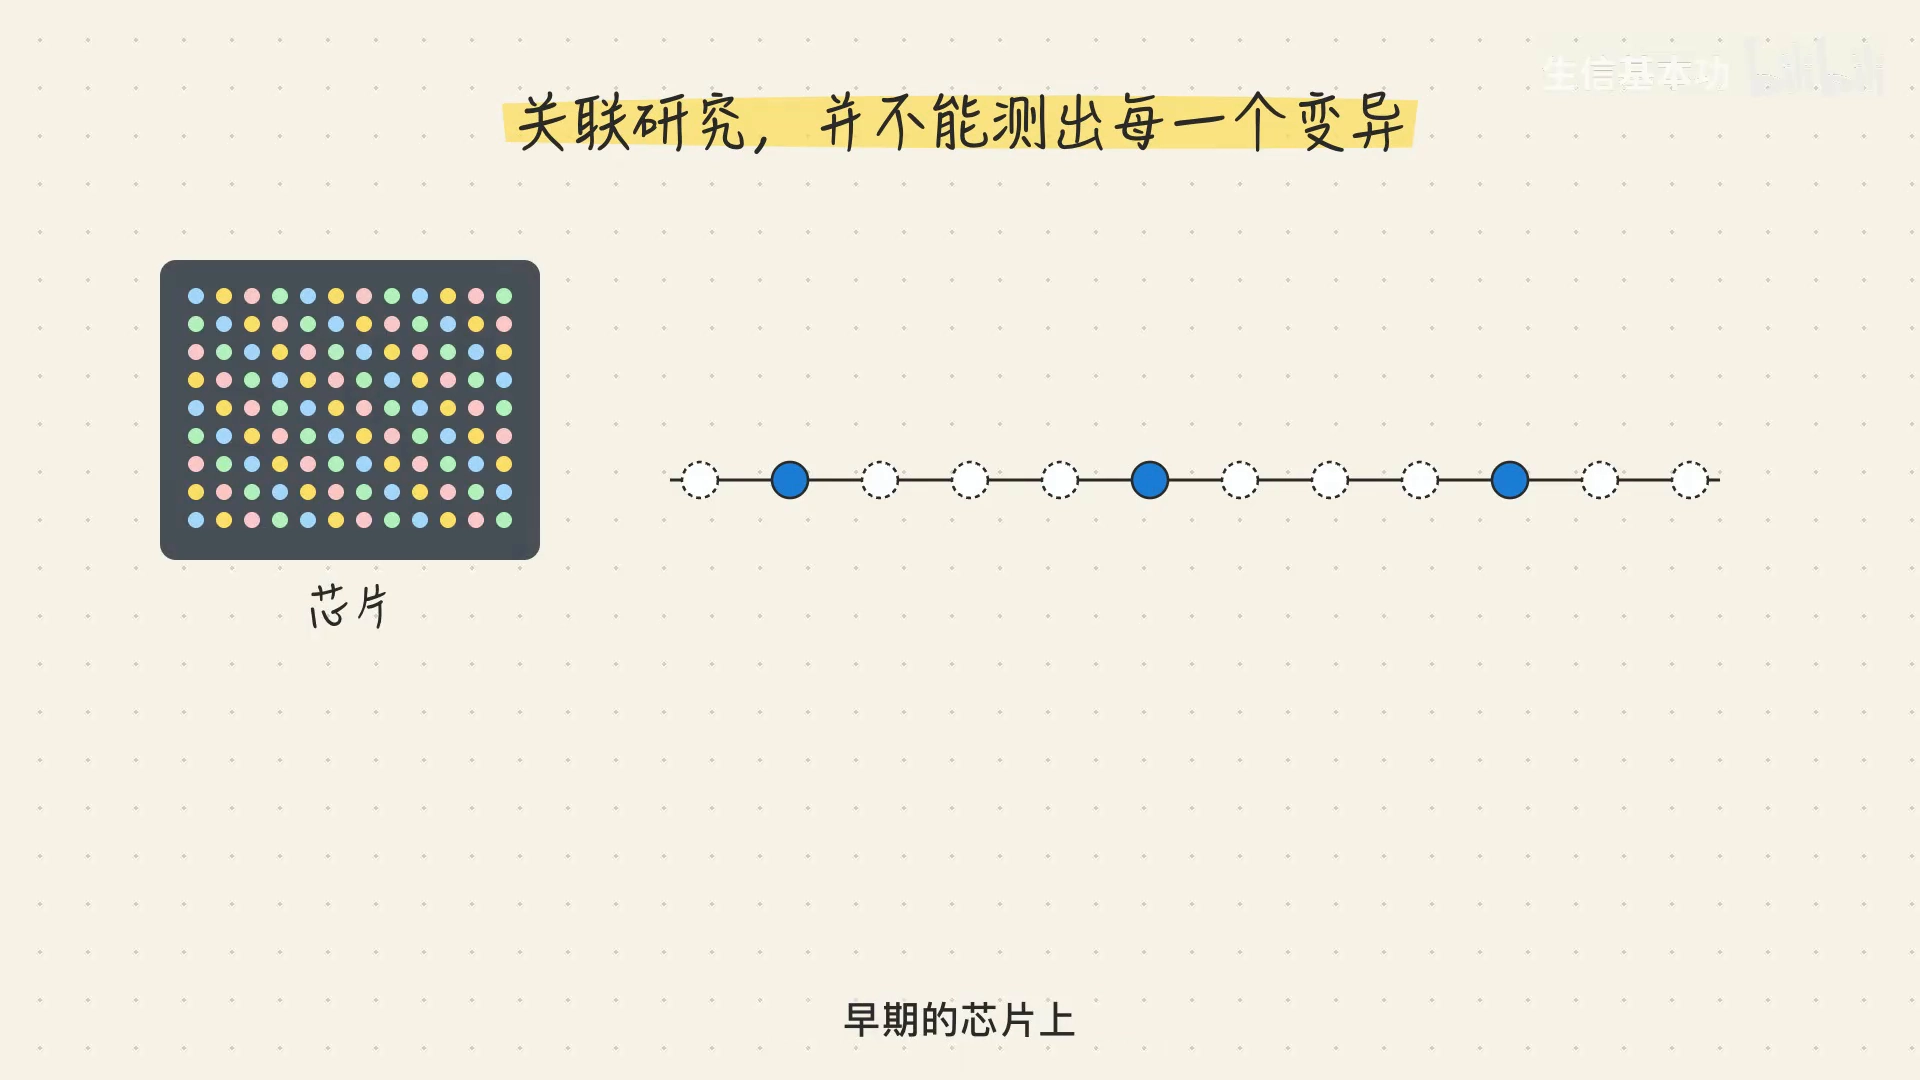 生信基本功
关联研究，并不能测出每一个变异
芯片
早期的芯片上